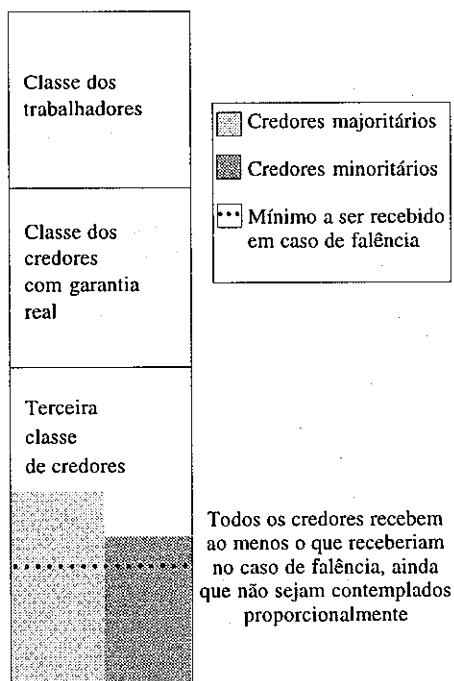 Classe dos
trabalhadores
Credores majoritários
Credores minoritários
Mínimo a ser recebido
em caso de falência
Classe dos
credores
com garantia
real
Terceira
classe
de credores
Todos os credores recebem
ao menos o que receberiam
no caso de falência, ainda
que não sejam contemplados
proporcionalmente